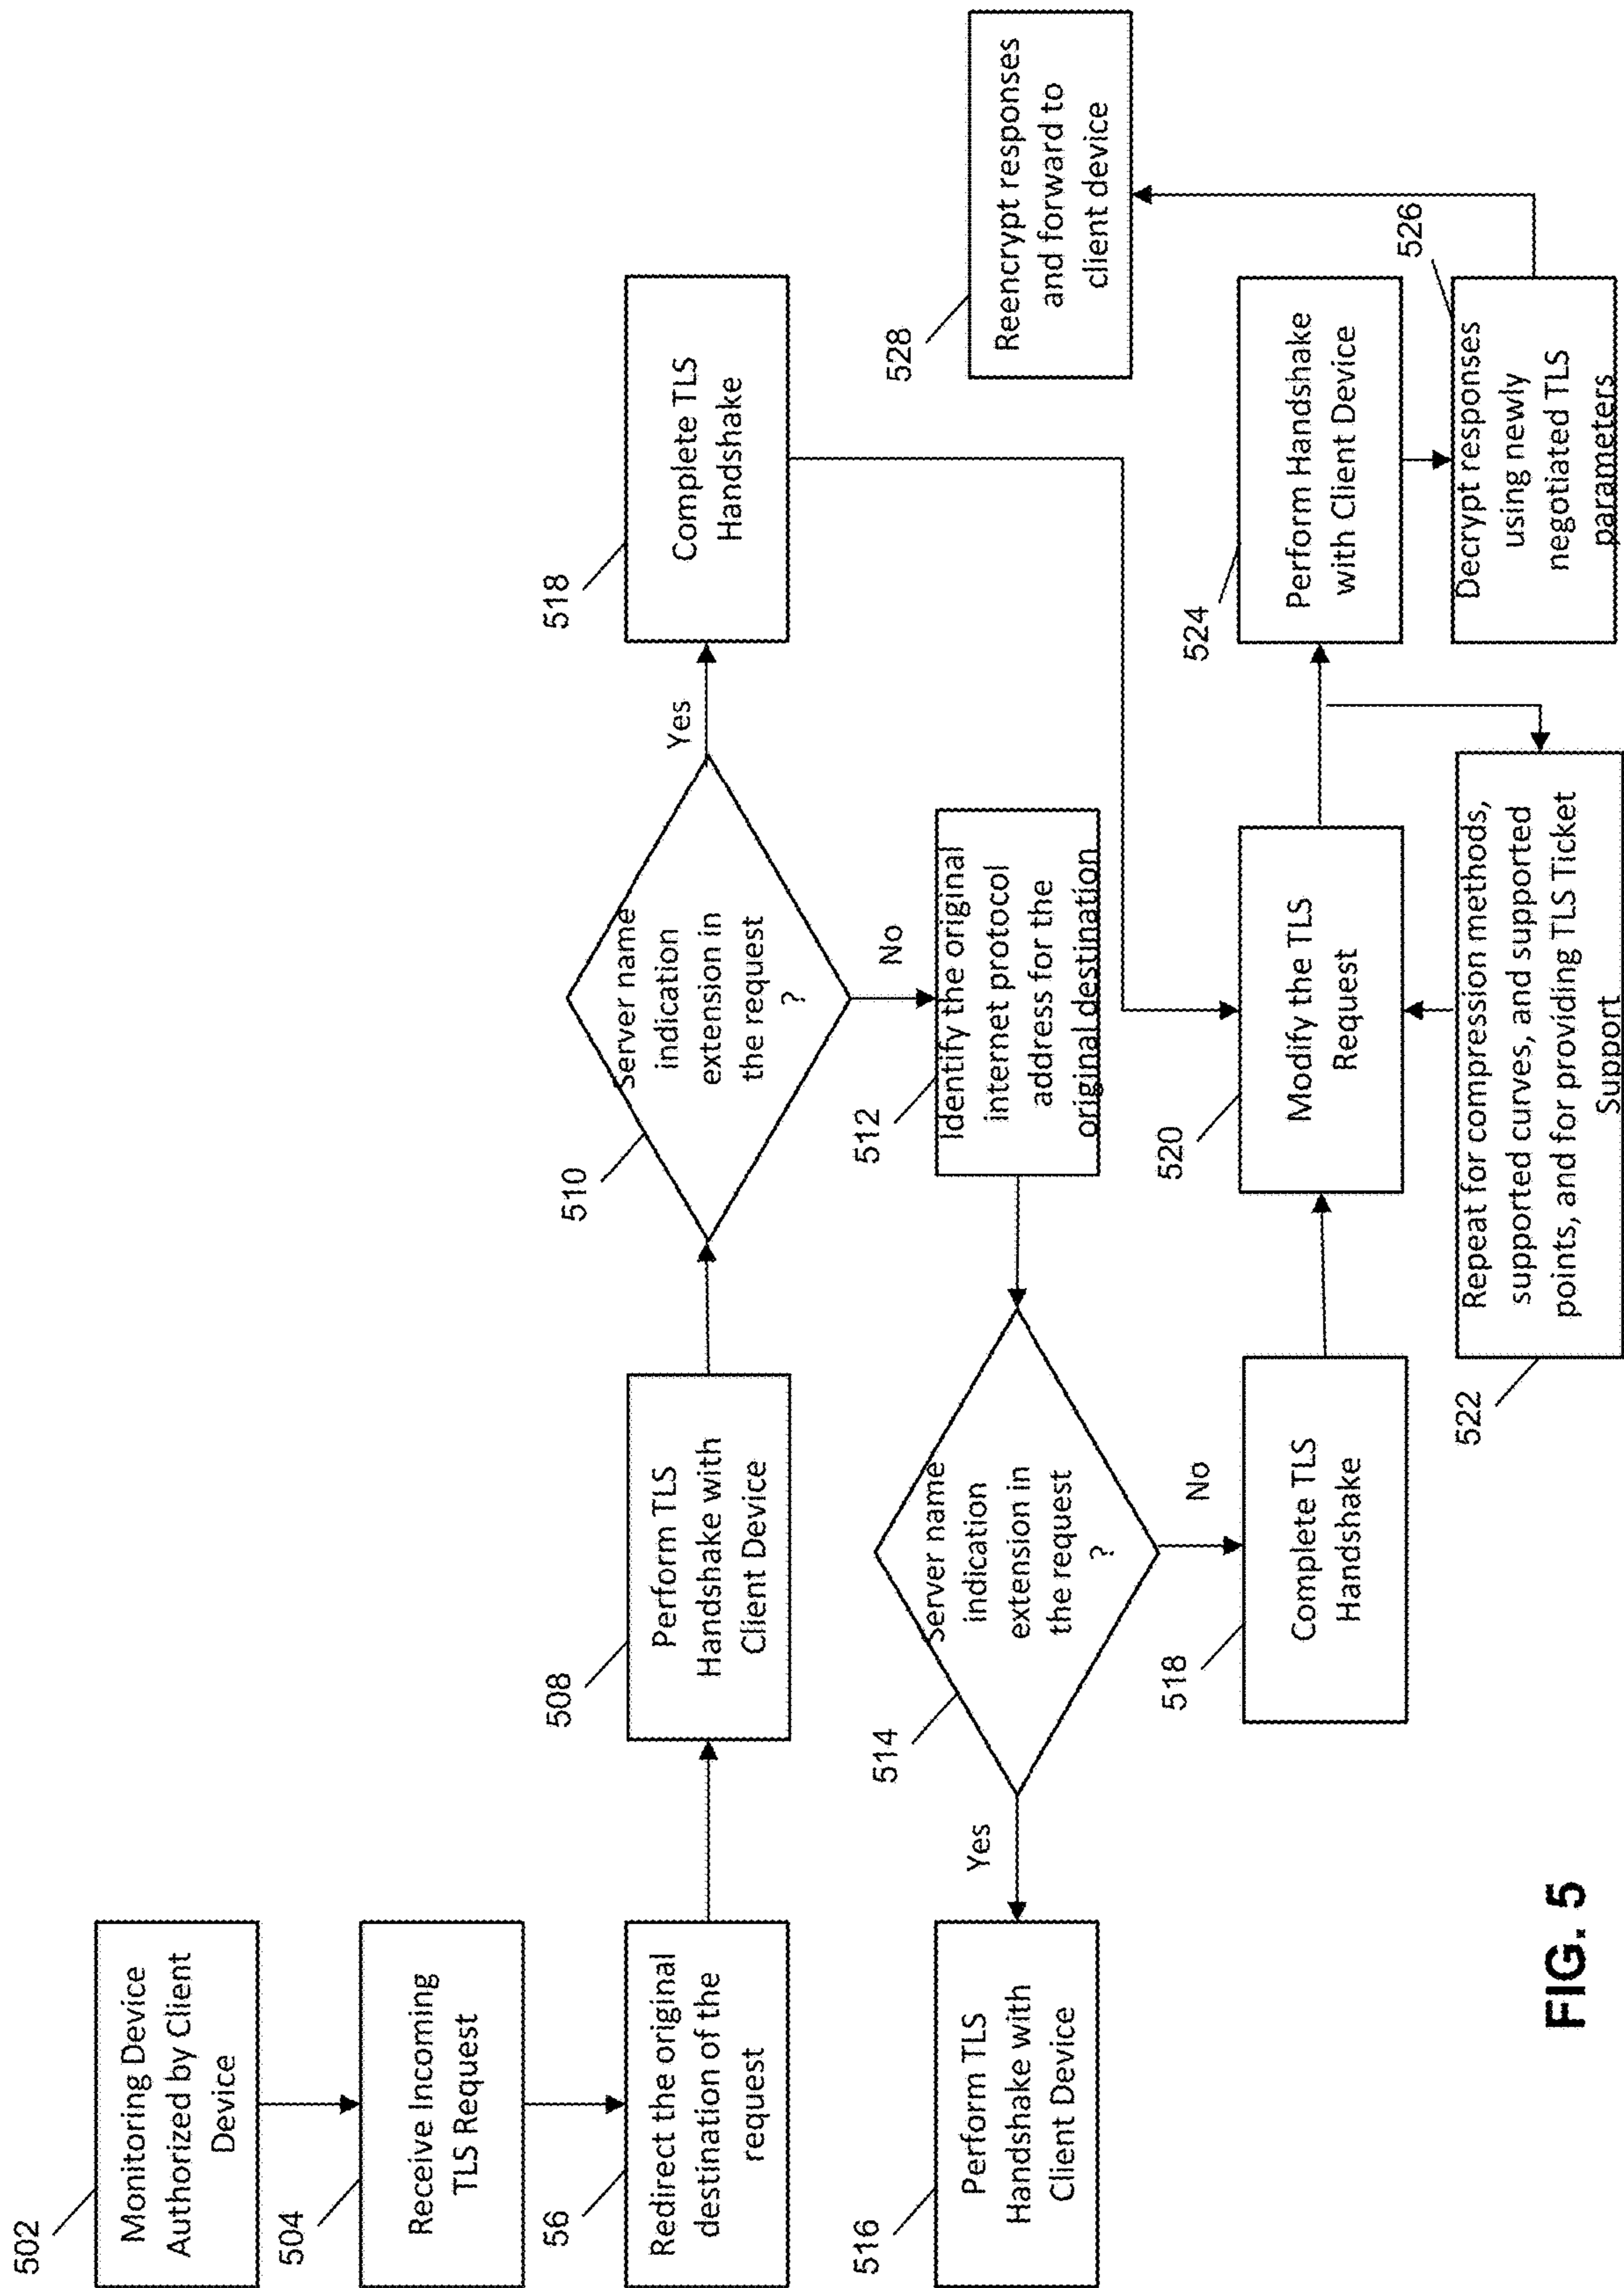 502
Monitoring Device
Authorized by Client
Device
504
Receive Incoming
TLS Request
56
Redirect the original
destination of the
request
508
Perform TLS
Handshake with
Client Device
510
Server name
indication
extension in
the request
?
Yes
No
518
Complete TLS
Handshake
512
Identify the original
internet protocol
address for the
original destination
514
Server name
indication
extension in
the request
?
Yes
No
516
Perform TLS
Handshake with
Client Device
518
Complete TLS
Handshake
520
Modify the TLS
Request
522
Repeat for compression methods,
supported curves, and supported
points, and for providing TLS Ticket
Support
524
Perform Handshake
with Client Device
526
Decrypt responses
using newly
negotiated TLS
parameters
528
Reencrypt responses
and forward to
client device
FIG. 5